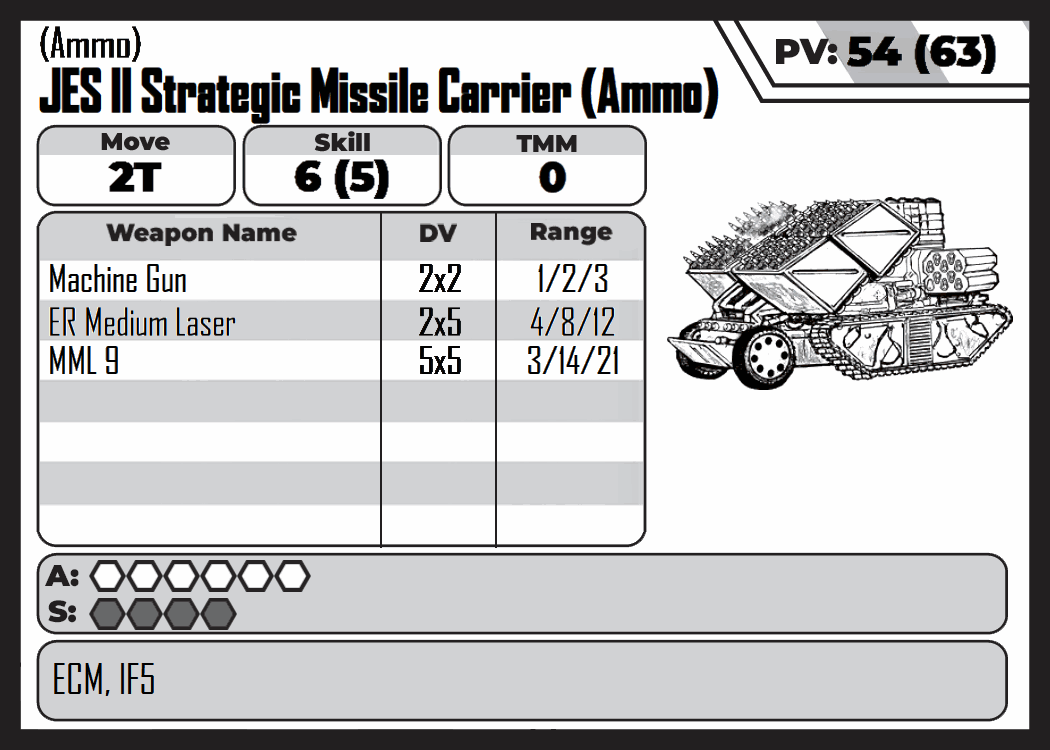 (Ammo)
JES II Strategic Missile Carrier (Ammo)
PV: 54 (63)
Move Skill TMM
2T 6 (5) 0
Weapon Name DV Range
Machine Gun 2x2 1/2/3
ER Medium Laser 2x5 4/8/12
MML 9 5x5 3/14/21
A:
S:
ECM, IF5